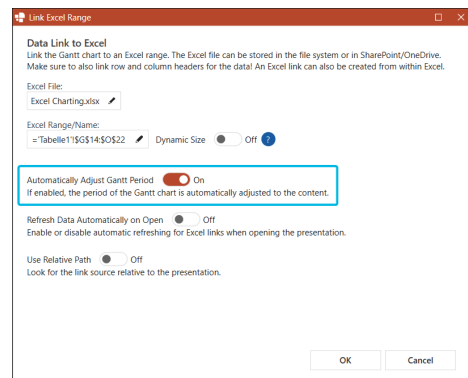 Link Excel Range
Data Link to Excel
Link the Gantt chart to an Excel range. The Excel file can be stored in the file system or in SharePoint/OneDrive.
Make sure to also link row and column headers for the data! An Excel link can also be created from within Excel.
Excel File:
Excel Charting.xlsx
Excel Range/Name:
='Tabelle1'!$G$14:$O$22 Dynamic Size Off ?
Automatically Adjust Gantt Period On
If enabled, the period of the Gantt chart is automatically adjusted to the content.
Refresh Data Automatically on Open Off
Enable or disable automatic refreshing for Excel links when opening the presentation.
Use Relative Path Off
Look for the link source relative to the presentation.
OK Cancel